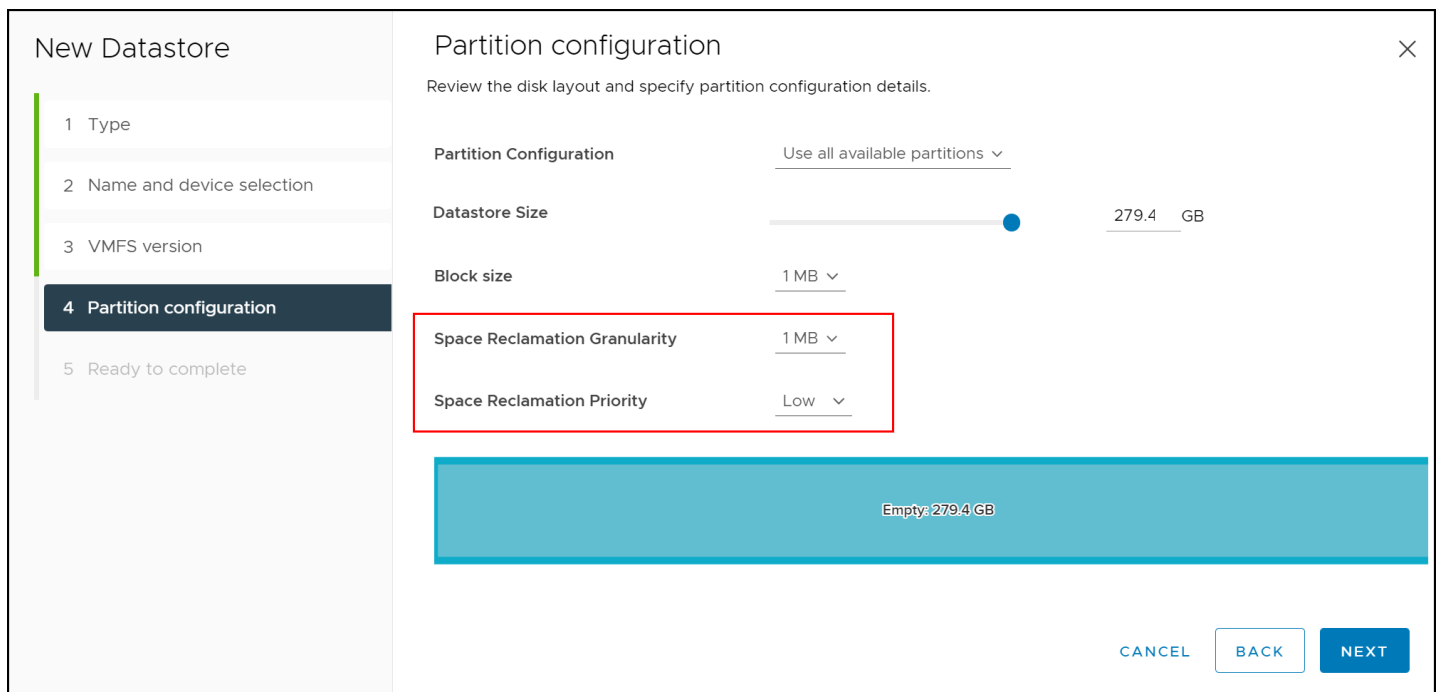 New Datastore
1 Type
2 Name and device selection
3 VMFS version
4 Partition configuration
5 Ready to complete
Partition configuration
Review the disk layout and specify partition configuration details.
Partition Configuration Use all available partitions
Datastore Size 279.4 GB
Block size 1 MB
Space Reclamation Granularity 1 MB
Space Reclamation Priority Low
Empty: 279.4 GB
CANCEL BACK NEXT